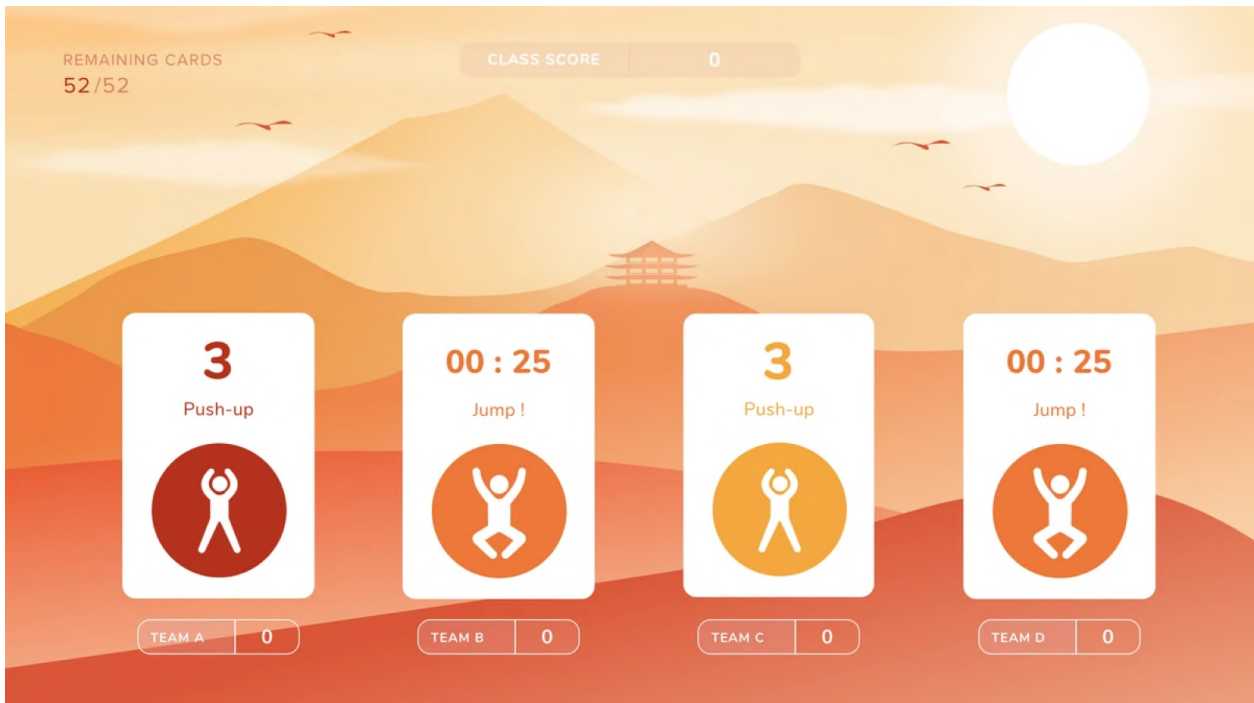 REMAINING CARDS
52/52
CLASS SCORE 0
3
Push-up
00 : 25
Jump !
3
Push-up
00 : 25
Jump !
TEAM A 0
TEAM B 0
TEAM C 0
TEAM D 0